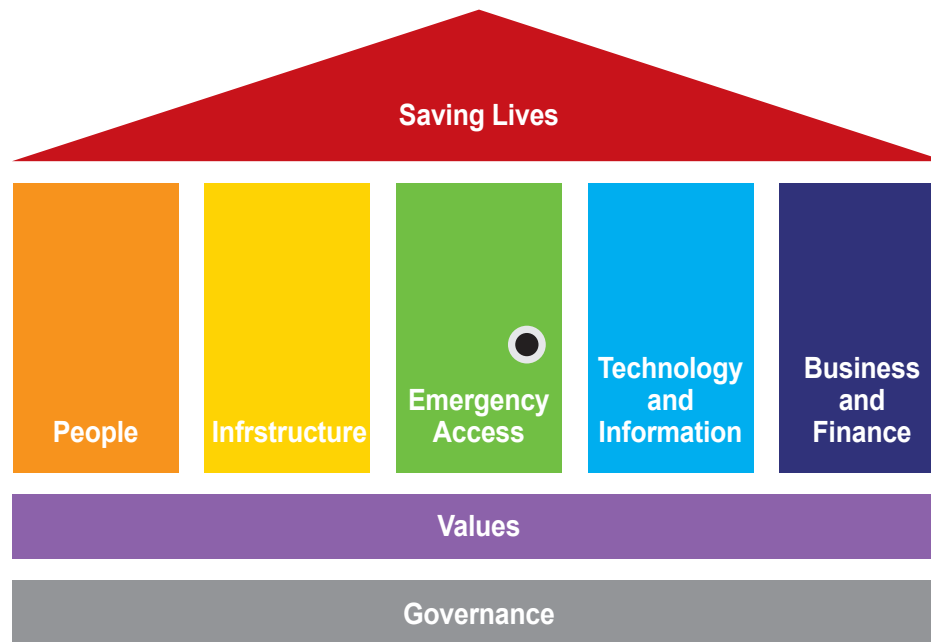 Saving Lives
People
Infrstructure
Emergency
Access
Technology
and
Information
Business
and
Finance
Values
Governance